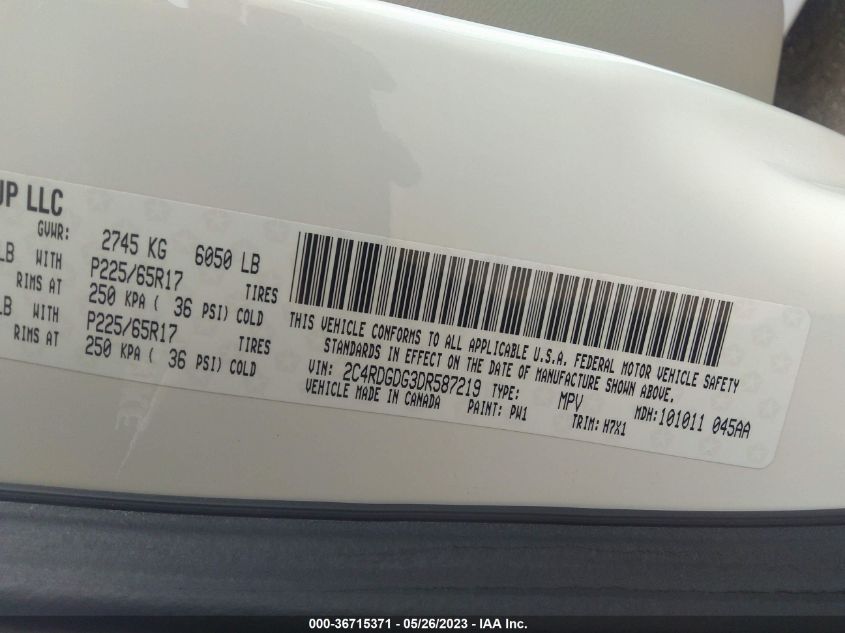 UP LLC
GVWR: 2745 KG 6050 LB
LB WITH P225/65R17 TIRES
RIMS AT 250 KPA ( 36 PSI) COLD
LB WITH P225/65R17 TIRES
RIMS AT 250 KPA ( 36 PSI) COLD
THIS VEHICLE CONFORMS TO ALL APPLICABLE U.S.A. FEDERAL MOTOR VEHICLE SAFETY
STANDARDS IN EFFECT ON THE DATE OF MANUFACTURE SHOWN ABOVE.
VIN: 2C4RDGDG3DR587219 TYPE: MPV MDH:101011 045AA
VEHICLE MADE IN CANADA PAINT: PW1 TRIM: H7X1
000-36715371 - 05/26/2023 - IAA Inc.